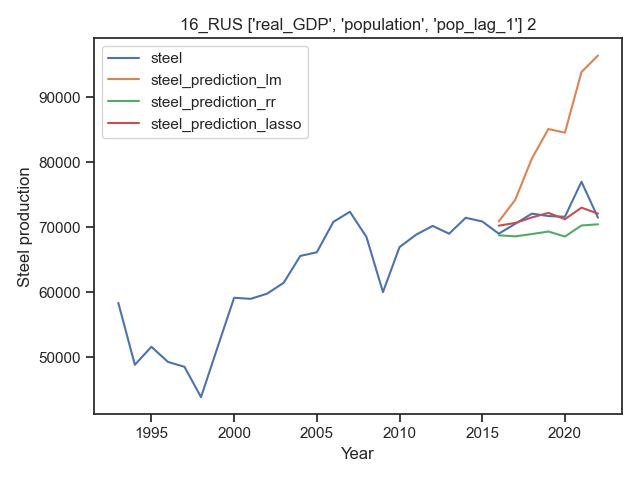 16_RUS ['real_GDP', 'population', 'pop_lag_1'] 2
steel
steel_prediction_lm
steel_prediction_rr
steel_prediction_lasso
90000
80000
70000
60000
50000
Steel production
1995 2000 2005 2010 2015 2020
Year